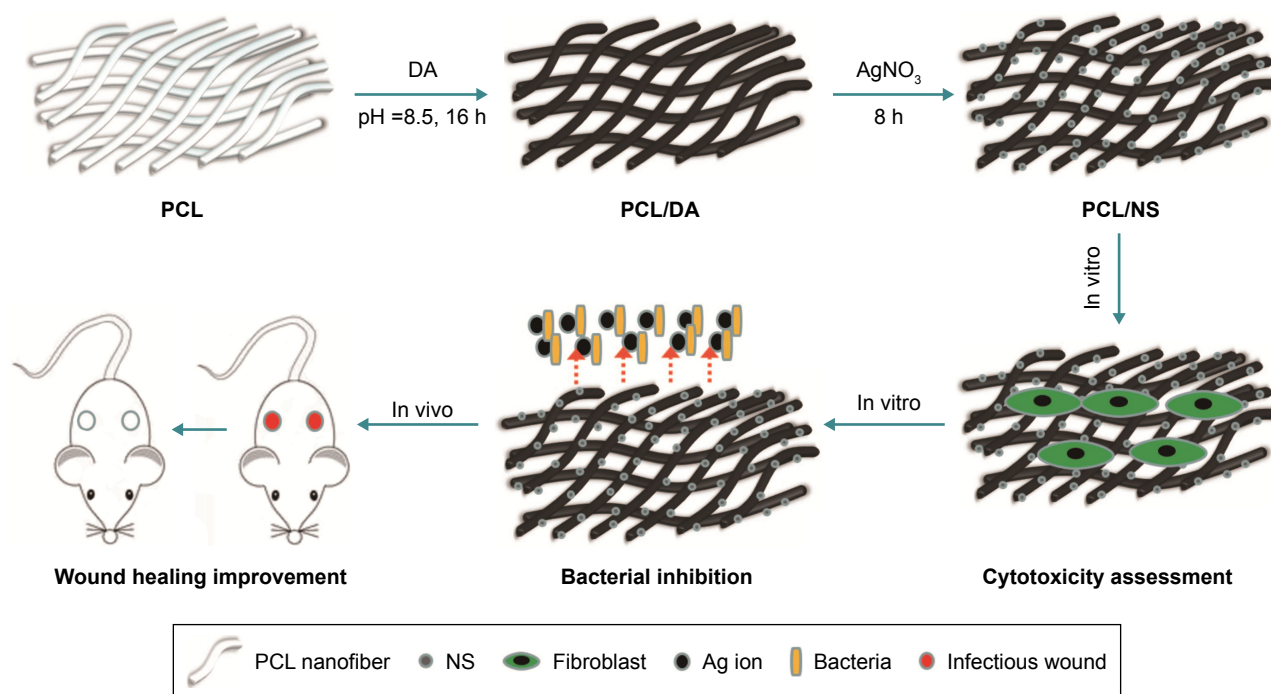 DA
pH =8.5, 16 h
AgNO₃
8 h
PCL
PCL/DA
PCL/NS
In vitro
In vitro
In vivo
Wound healing improvement
Bacterial inhibition
Cytotoxicity assessment
PCL nanofiber
NS
Fibroblast
Ag ion
Bacteria
Infectious wound